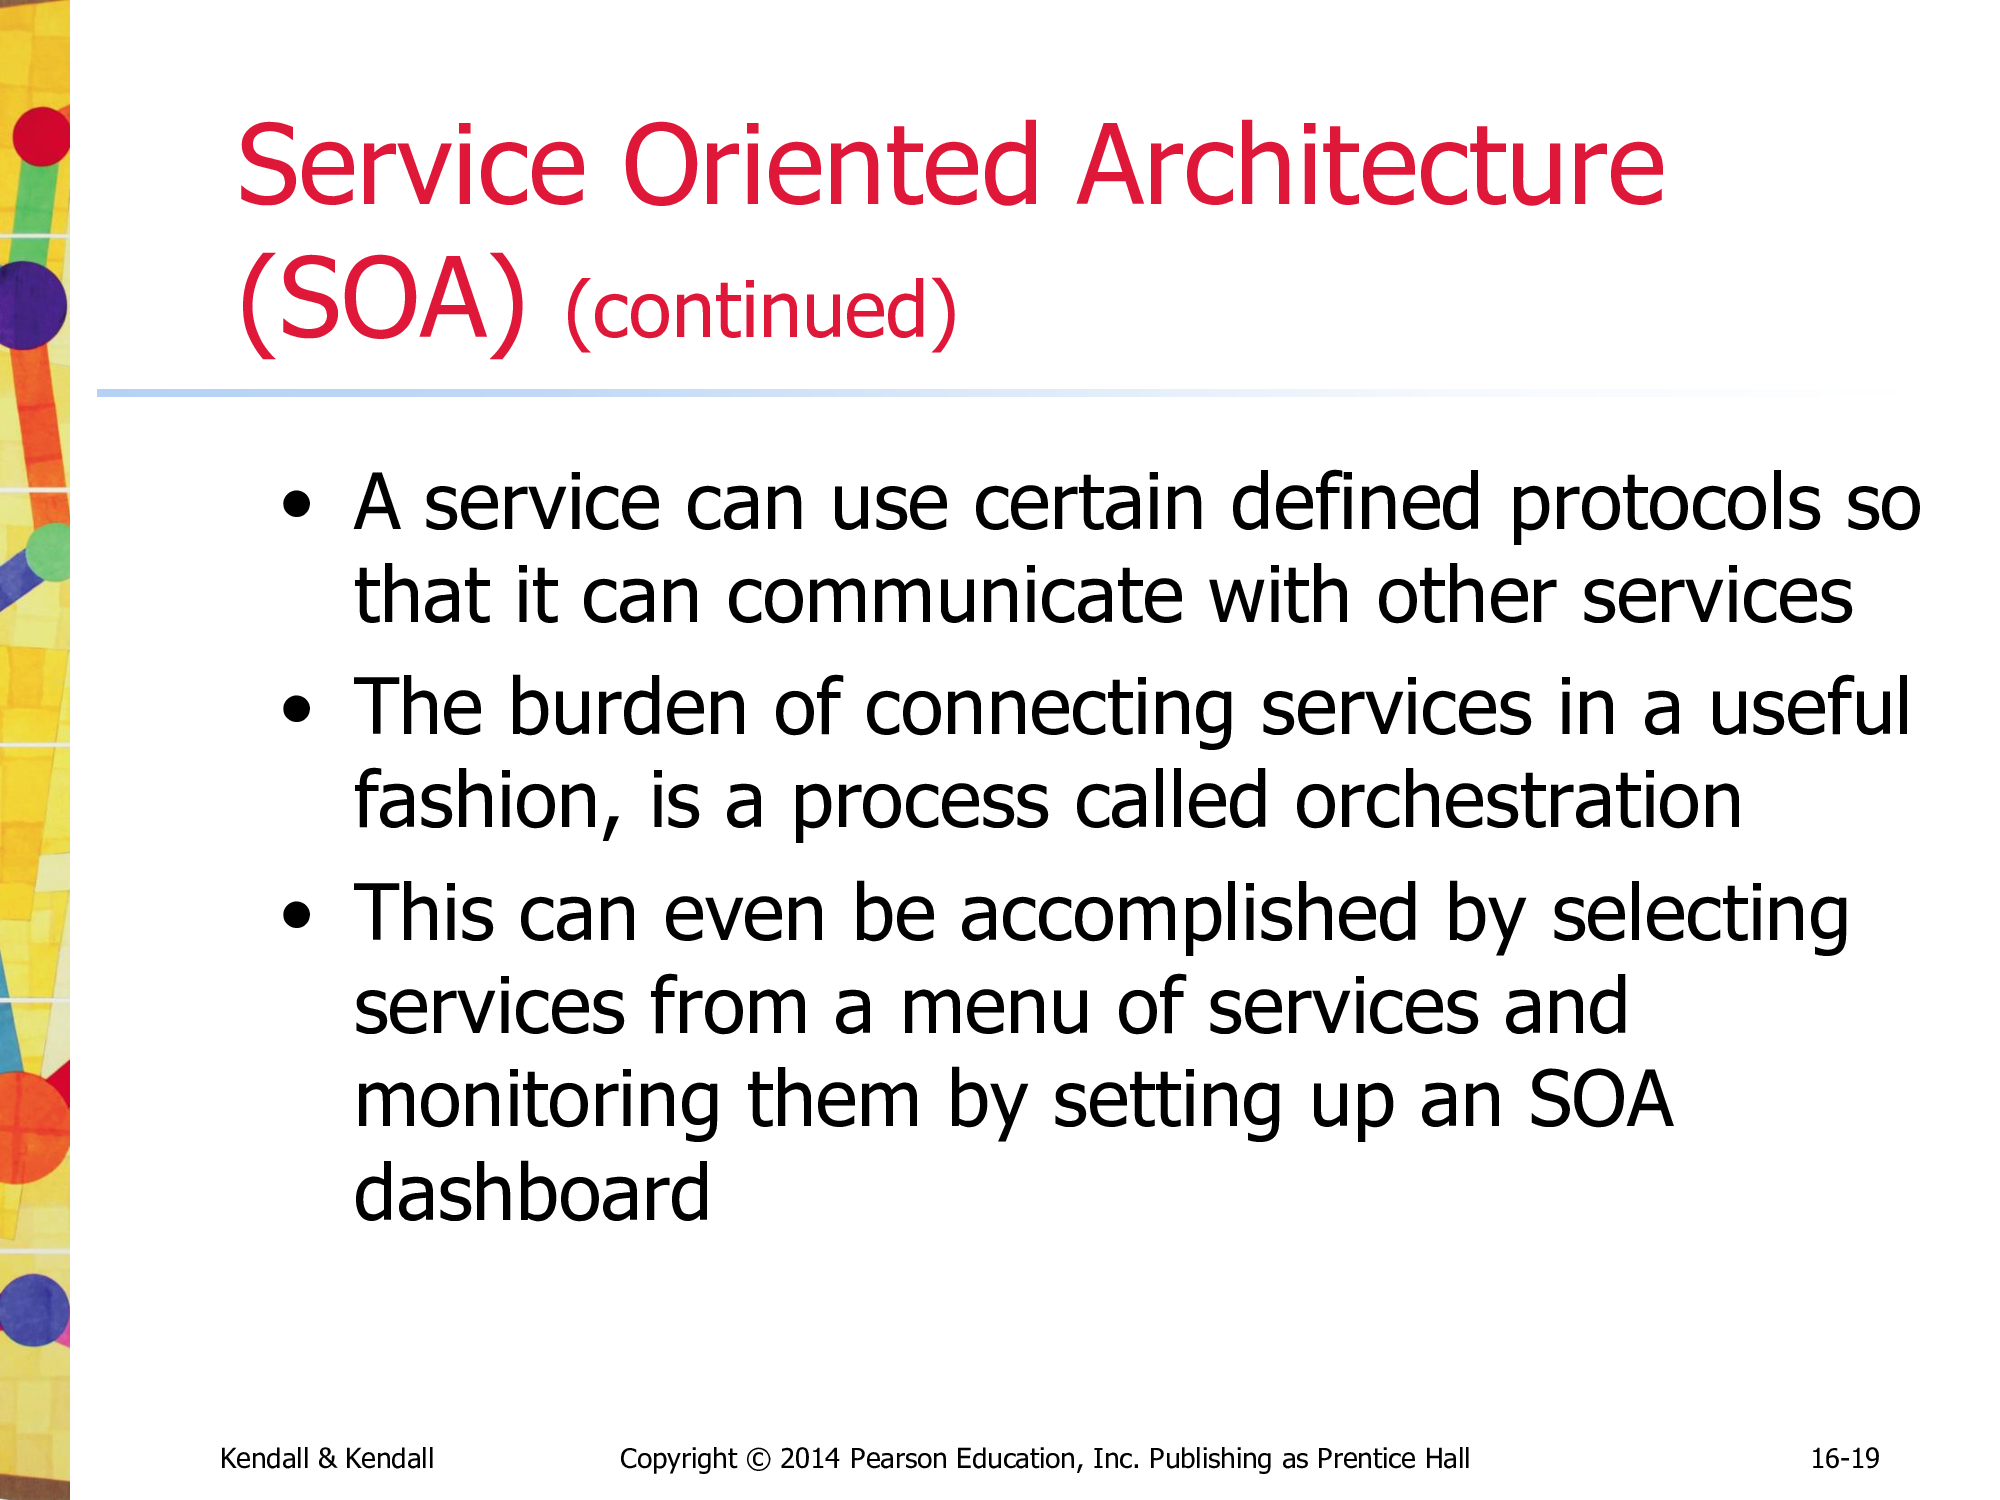 Service Oriented Architecture
(SOA) (continued)
• A service can use certain defined protocols so
that it can communicate with other services
• The burden of connecting services in a useful
fashion, is a process called orchestration
• This can even be accomplished by selecting
services from a menu of services and
monitoring them by setting up an SOA
dashboard
Kendall & Kendall Copyright © 2014 Pearson Education, Inc. Publishing as Prentice Hall 16-19